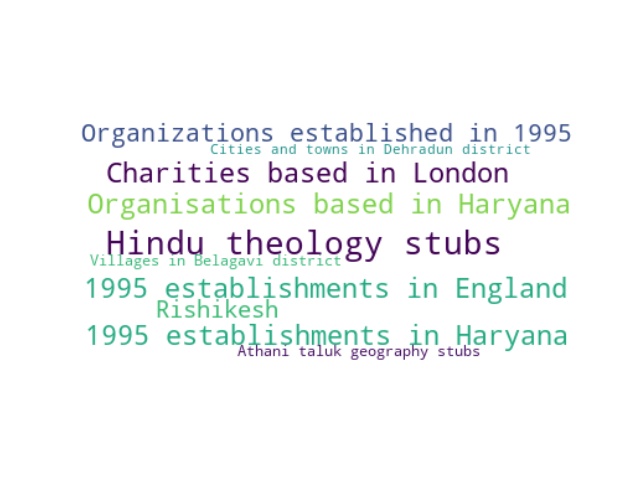 Organizations established in 1995
Cities and towns in Dehradun district
Charities based in London
Organisations based in Haryana
Hindu theology stubs
Villages in Belagavi district
1995 establishments in England
Rishikesh
1995 establishments in Haryana
Athani taluk geography stubs